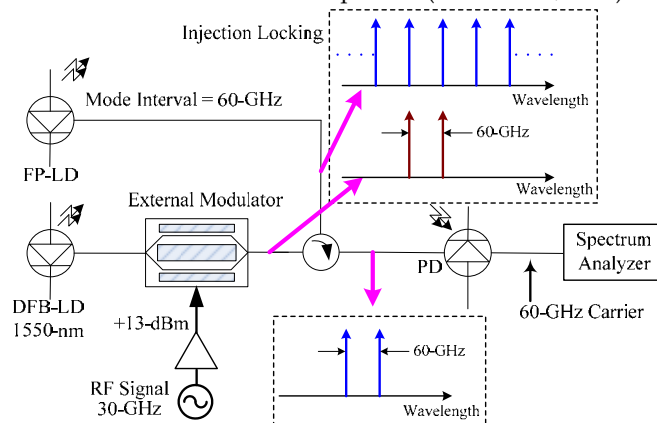 Injection Locking
Wavelength
Mode Interval = 60-GHz
60-GHz
FP-LD
Wavelength
External Modulator
PD
Spectrum
Analyzer
DFB-LD
1550-nm
+13-dBm
60-GHz Carrier
60-GHz
RF Signal
30-GHz
Wavelength